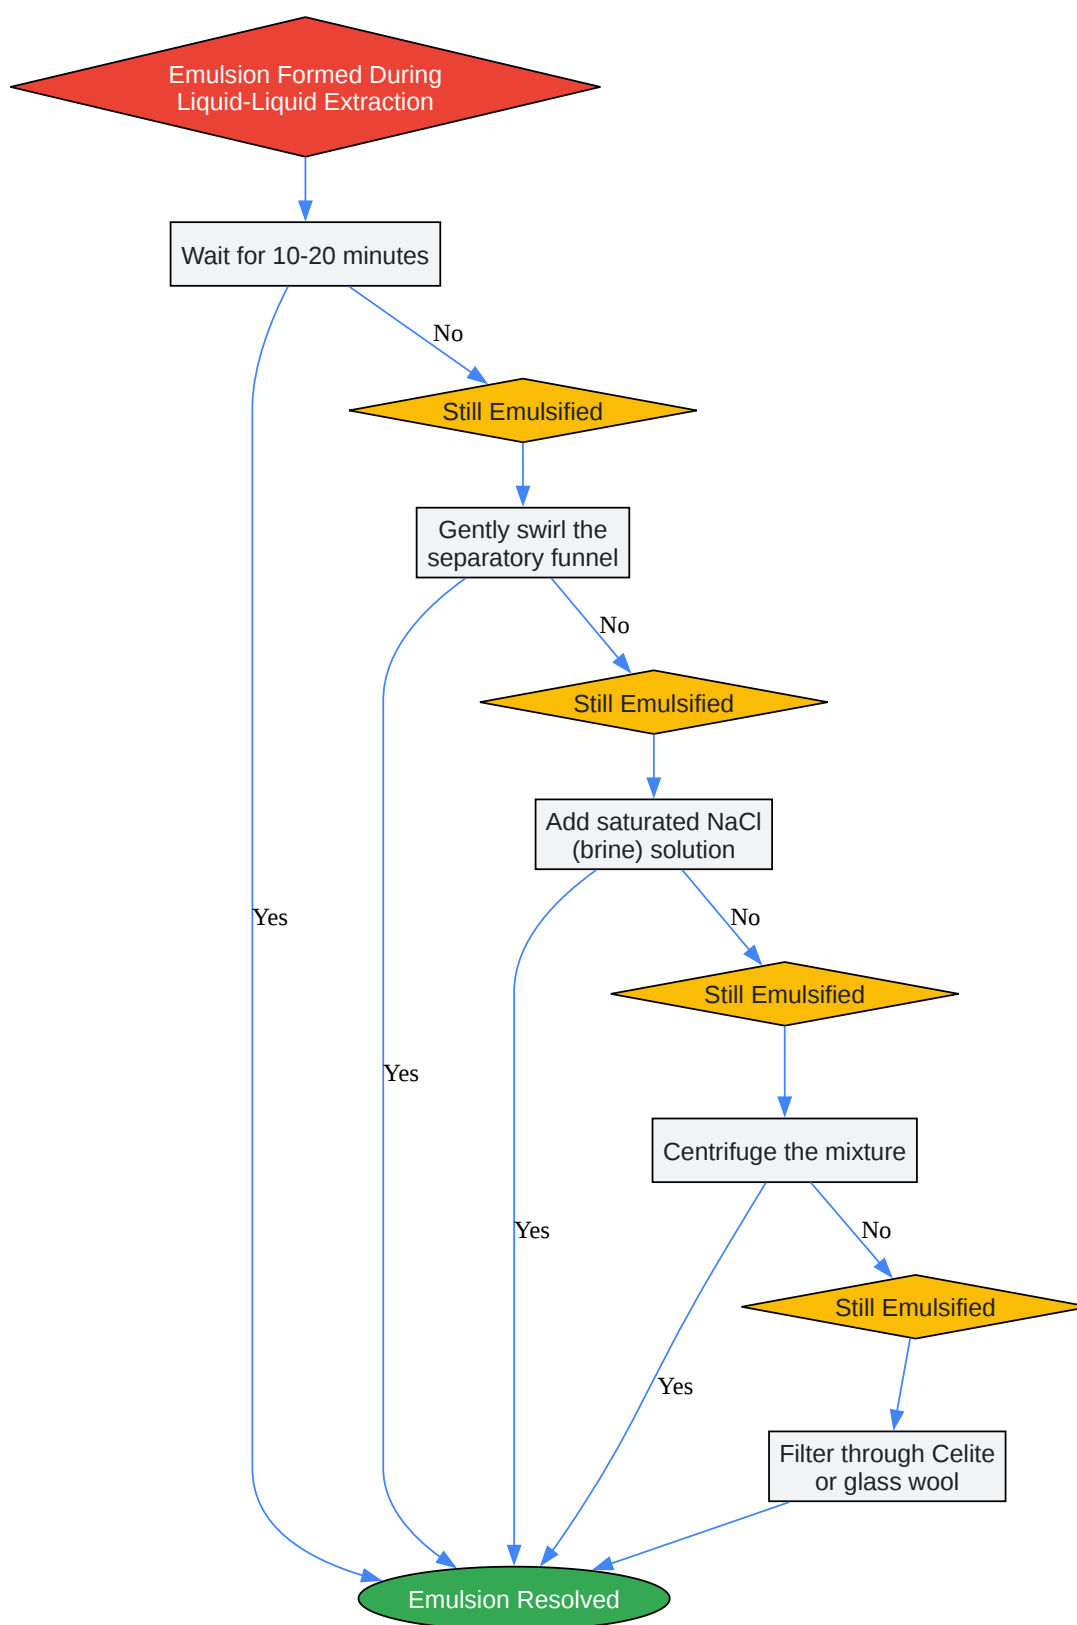 Emulsion Formed During
Liquid-Liquid Extraction
Wait for 10-20 minutes
No
Still Emulsified
Gently swirl the
separatory funnel
No
Still Emulsified
Add saturated NaCl
(brine) solution
Yes
No
Still Emulsified
Yes
Centrifuge the mixture
Yes
No
Still Emulsified
Yes
Filter through Celite
or glass wool
Emulsion Resolved